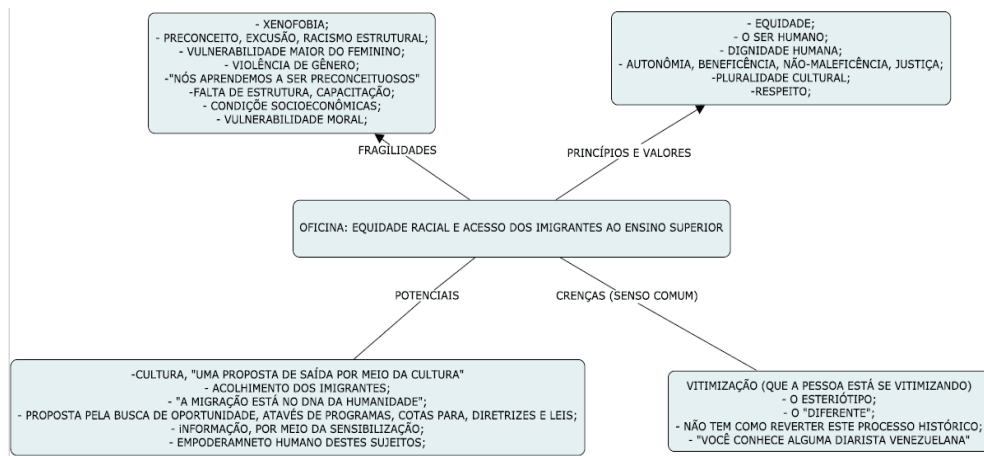 - XENOFOBIA;
- PRECONCEITO, EXCUSÃO, RACISMO ESTRUTURAL;
- VULNERABILIDADE MAIOR DO FEMININO;
- VIOLÊNCIA DE GÊNERO;
-"NÓS APRENDEMOS A SER PRECONCEITUOSOS"
-FALTA DE ESTRUTURA, CAPACITAÇÃO;
- CONDIÇÕE SOCIOECONÔMICAS;
- VULNERABILIDADE MORAL;
- EQUIDADE;
- O SER HUMANO;
- DIGNIDADE HUMANA;
- AUTONÔMIA, BENEFICÊNCIA, NÃO-MALEFICÊNCIA, JUSTIÇA;
-PLURALIDADE CULTURAL;
-RESPEITO;
FRAGILIDADES
PRINCÍPIOS E VALORES
OFICINA: EQUIDADE RACIAL E ACESSO DOS IMIGRANTES AO ENSINO SUPERIOR
POTENCIAIS
CRENÇAS (SENSO COMUM)
-CULTURA, "UMA PROPOSTA DE SAÍDA POR MEIO DA CULTURA"
- ACOLHIMENTO DOS IMIGRANTES;
- "A MIGRAÇÃO ESTÁ NO DNA DA HUMANIDADE";
- PROPOSTA PELA BUSCA DE OPORTUNIDADE, ATAVÉS DE PROGRAMAS, COTAS PARA, DIRETRIZES E LEIS;
- iNFORMAÇÃO, POR MEIO DA SENSIBILIZAÇÃO;
- EMPODERAMNETO HUMANO DESTES SUJEITOS;
VITIMIZAÇÃO (QUE A PESSOA ESTÁ SE VITIMIZANDO)
- O ESTERIÓTIPO;
- O "DIFERENTE";
- NÃO TEM COMO REVERTER ESTE PROCESSO HISTÓRICO;
- "VOCÊ CONHECE ALGUMA DIARISTA VENEZUELANA"